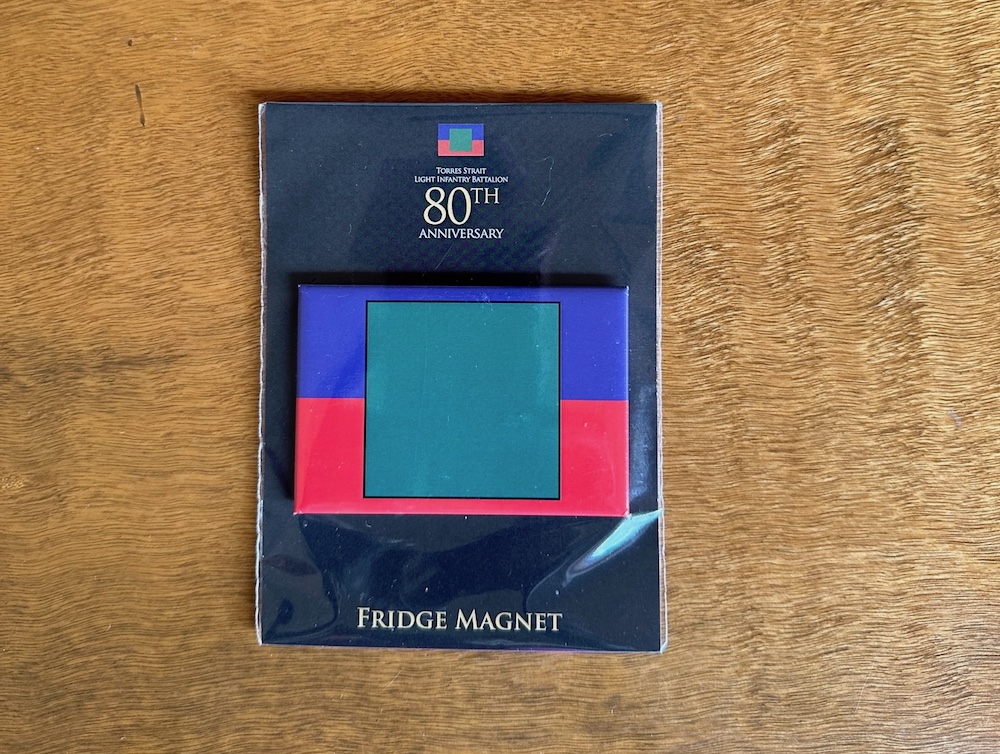 TORRES STRAIT
LIGHT INFANTRY BATTALION
80TH
ANNIVERSARY
FRIDGE MAGNET